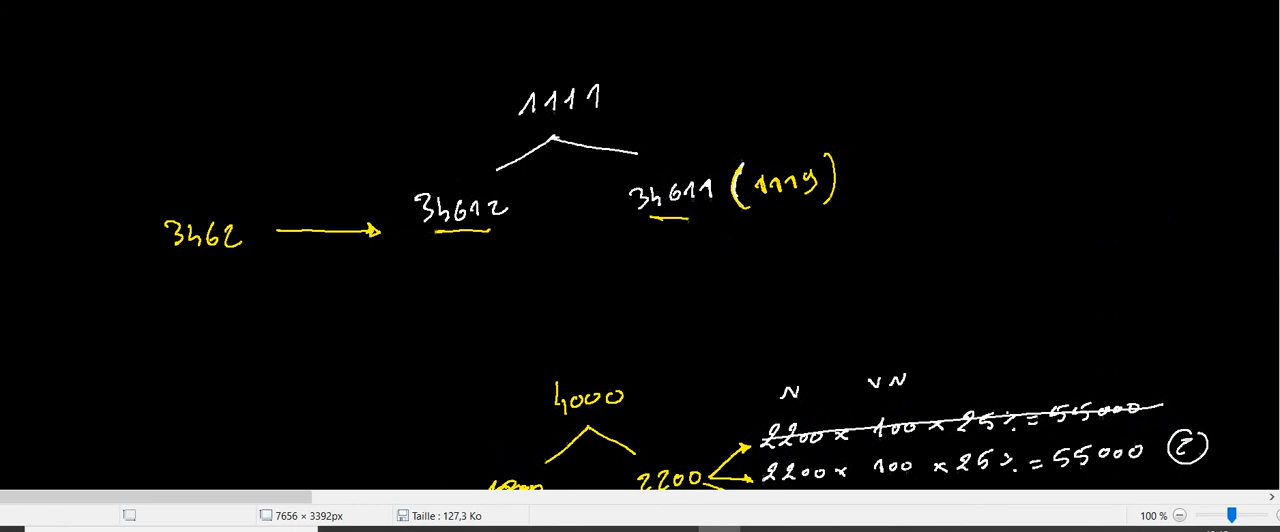 1111
34612
34611 (1119)
3462
4000
N VN
2200 x 100 x 25% = 55000
2200
2200 x 100 x 25% = 55000 2
7656 × 3392px
Taille : 127,3 Ko
100 %